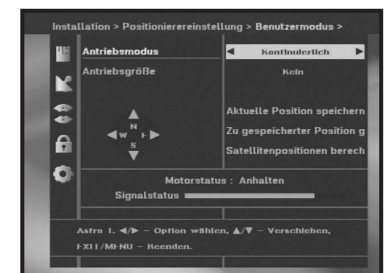 Installation > Positionierereinstellung > Benutzermodus >
Antriebsmodus
Kontinuierlich
Antriebsgröße
Kein
N
W
S
Aktuelle Position speichern
Zu gespeicherter Position g
Satellitenpositionen berech
Motorstatus : Anhalten
Signalstatus
Astra 1. ◄/► – Option wählen, ▲/▼ – Verschieben,
EXIT/MENU – Beenden.